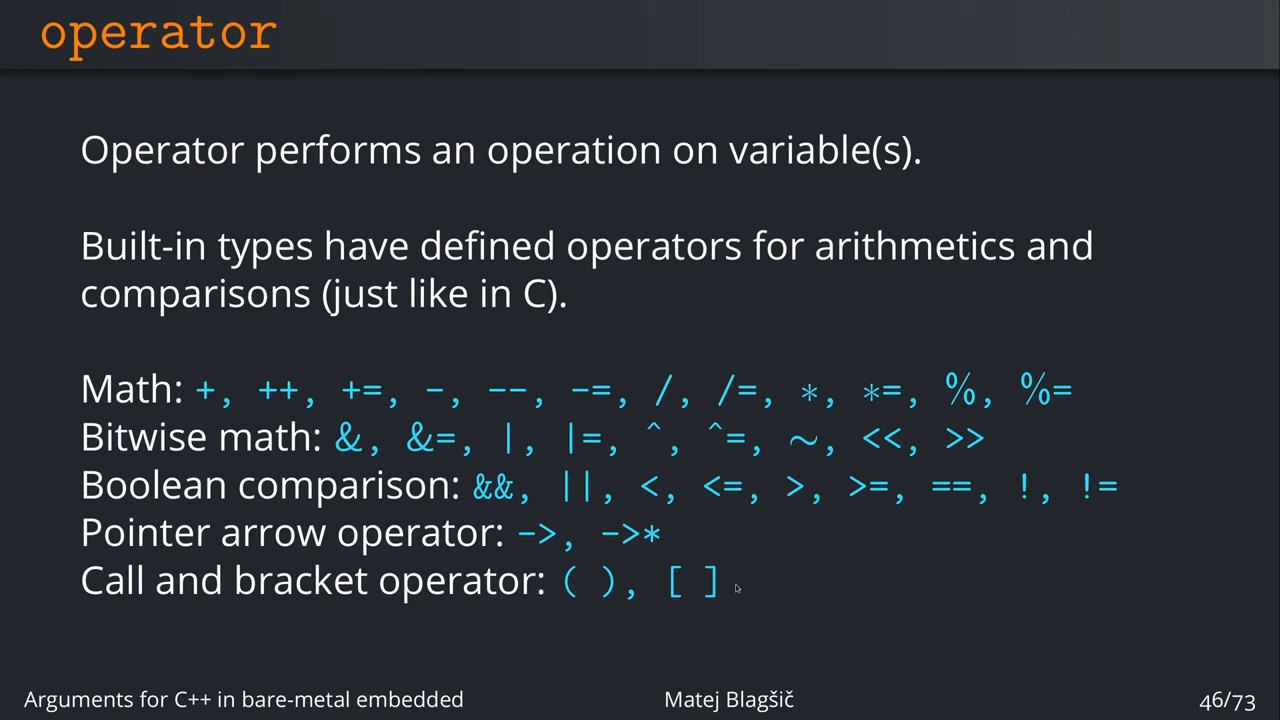 operator
Operator performs an operation on variable(s).
Built-in types have defined operators for arithmetics and
comparisons (just like in C).
Math: +, ++, +=, -, --, -=, /, /=, *, *=, %, %=
Bitwise math: &, &=, |, |=, ^, ^=, ~, <<, >>
Boolean comparison: &&, ||, <, <=, >, >=, ==, !, !=
Pointer arrow operator: ->, ->*
Call and bracket operator: ( ), [ ]
Arguments for C++ in bare-metal embedded Matej Blagšič 46/73